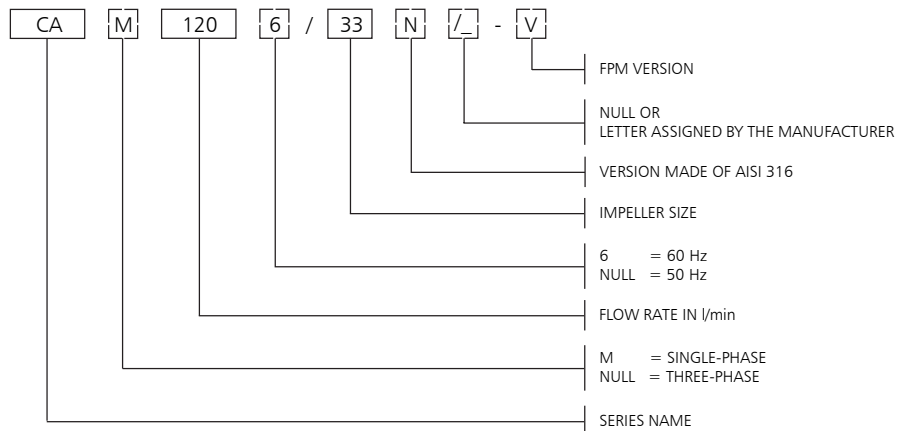 CA M 120 6 / 33 N /_ - V
FPM VERSION
NULL OR
LETTER ASSIGNED BY THE MANUFACTURER
VERSION MADE OF AISI 316
IMPELLER SIZE
6 = 60 Hz
NULL = 50 Hz
FLOW RATE IN l/min
M = SINGLE-PHASE
NULL = THREE-PHASE
SERIES NAME